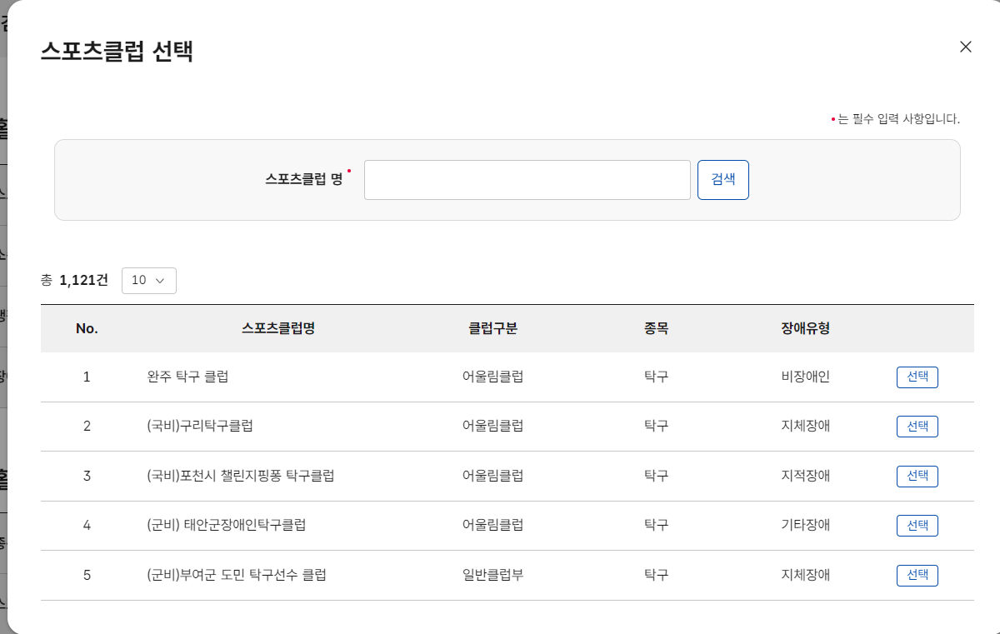 스포츠클럽 선택
• 는 필수 입력 사항입니다.
스포츠클럽 명 • 검색
총 1,121건 10
No. 스포츠클럽명 클럽구분 종목 장애유형
1 완주 탁구 클럽 어울림클럽 탁구 비장애인 선택
2 (국비)구리탁구클럽 어울림클럽 탁구 지체장애 선택
3 (국비)포천시 챌린지핑퐁 탁구클럽 어울림클럽 탁구 지적장애 선택
4 (군비) 태안군장애인탁구클럽 어울림클럽 탁구 기타장애 선택
5 (군비)부여군 도민 탁구선수 클럽 일반클럽부 탁구 지체장애 선택